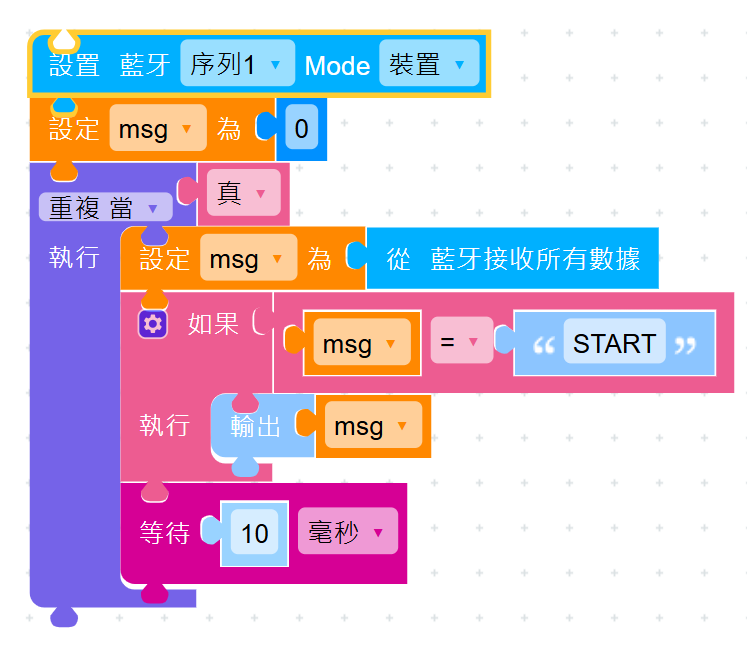 設置 藍牙 序列1 Mode 裝置
設定 msg 為 0
重複 當 真
執行 設定 msg 為 從 藍牙接收所有數據
如果 msg = “ START ”
執行 輸出 msg
等待 10 毫秒